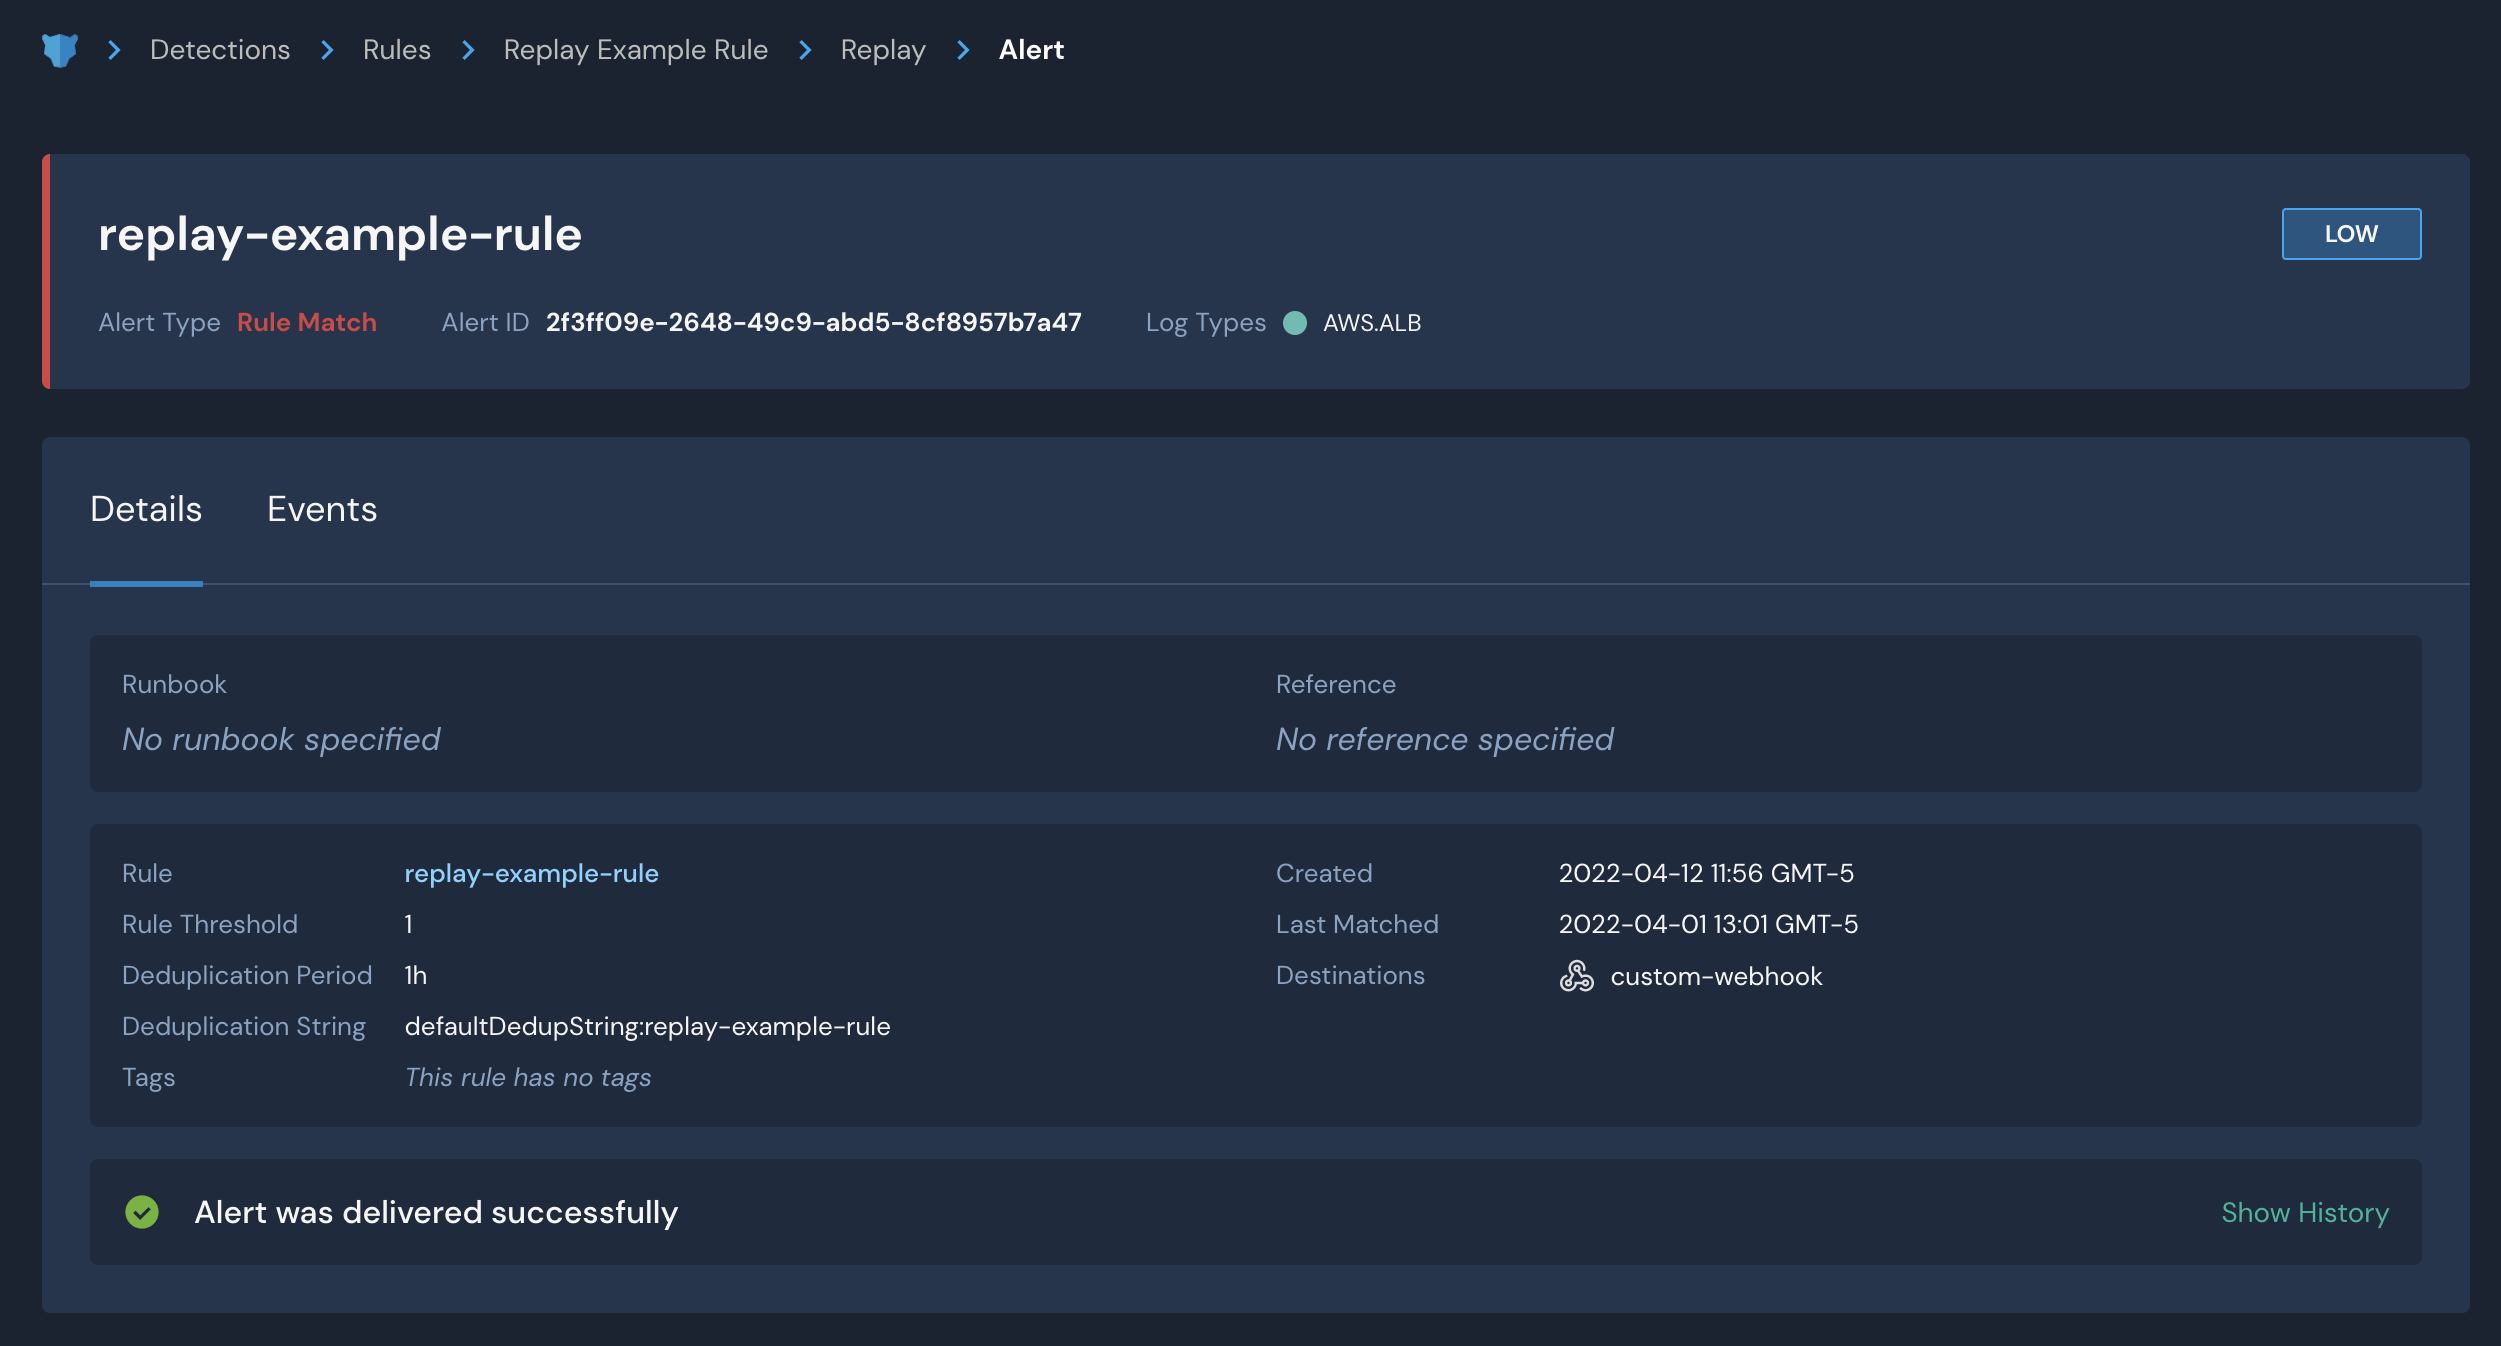 Detections > Rules > Replay Example Rule > Replay > Alert
replay-example-rule
LOW
Alert Type Rule Match Alert ID 2f3ff09e-2648-49c9-abd5-8cf8957b7a47 Log Types AWS.ALB
Details Events
Runbook
No runbook specified
Reference
No reference specified
Rule replay-example-rule
Rule Threshold 1
Deduplication Period 1h
Deduplication String defaultDedupString:replay-example-rule
Tags This rule has no tags
Created 2022-04-12 11:56 GMT-5
Last Matched 2022-04-01 13:01 GMT-5
Destinations custom-webhook
Alert was delivered successfully
Show History